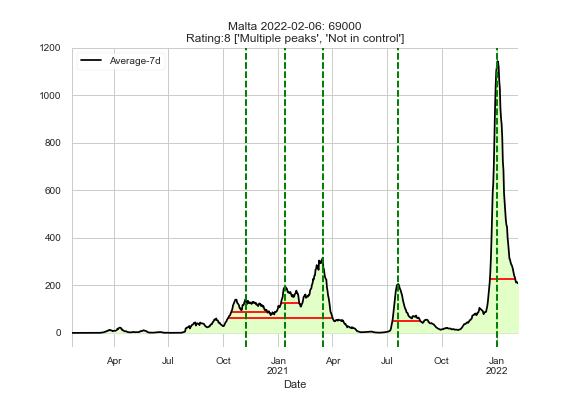 Malta 2022-02-06: 69000
Rating:8 ['Multiple peaks', 'Not in control']
Average-7d
1200
1000
800
600
400
200
0
Apr Jul Oct Jan Apr Jul Oct Jan
2021 2022
Date